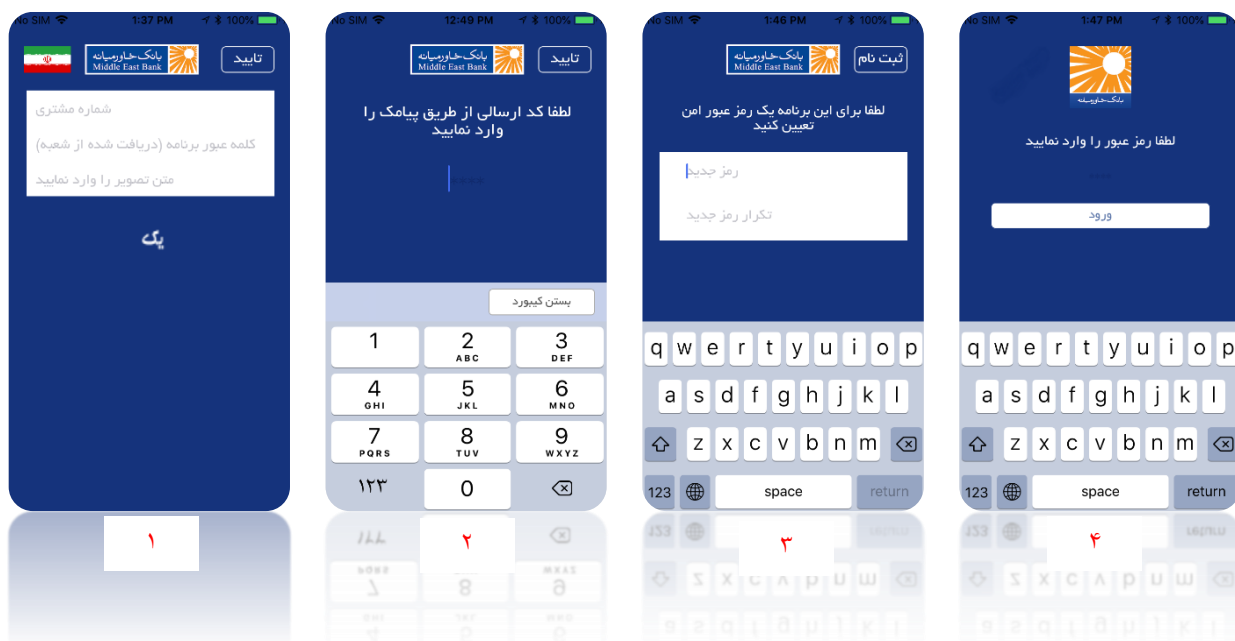 No SIM 1:37 PM 100%
بانک خاورمیانه
Middle East Bank
تایید
شماره مشتری
کلمه عبور برنامه (دریافت شده از شعبه)
متن تصویر را وارد نمایید
یک
۱
No SIM 12:49 PM 100%
بانک خاورمیانه
Middle East Bank
تایید
لطفا کد ارسالی از طریق پیامک را
وارد نمایید
بستن کیبورد
1 2 3
ABC DEF
4 5 6
GHI JKL MNO
7 8 9
PQRS TUV WXYZ
۱۲۳ 0
۲
No SIM 1:46 PM 100%
بانک خاورمیانه
Middle East Bank
ثبت نام
لطفا برای این برنامه یک رمز عبور امن
تعیین کنید
رمز جدید
تکرار رمز جدید
q w e r t y u i o p
a s d f g h j k l
z x c v b n m
123 space return
۳
No SIM 1:47 PM 100%
بانک خاورمیانه
لطفا رمز عبور را وارد نمایید
ورود
q w e r t y u i o p
a s d f g h j k l
z x c v b n m
123 space return
۴